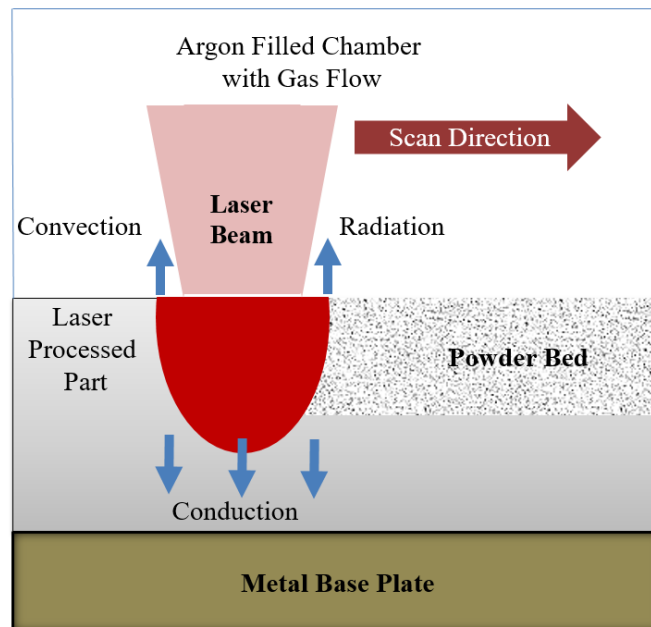 Argon Filled Chamber
with Gas Flow
Scan Direction
Laser
Beam
Convection
Radiation
Laser
Processed
Part
Powder Bed
Conduction
Metal Base Plate